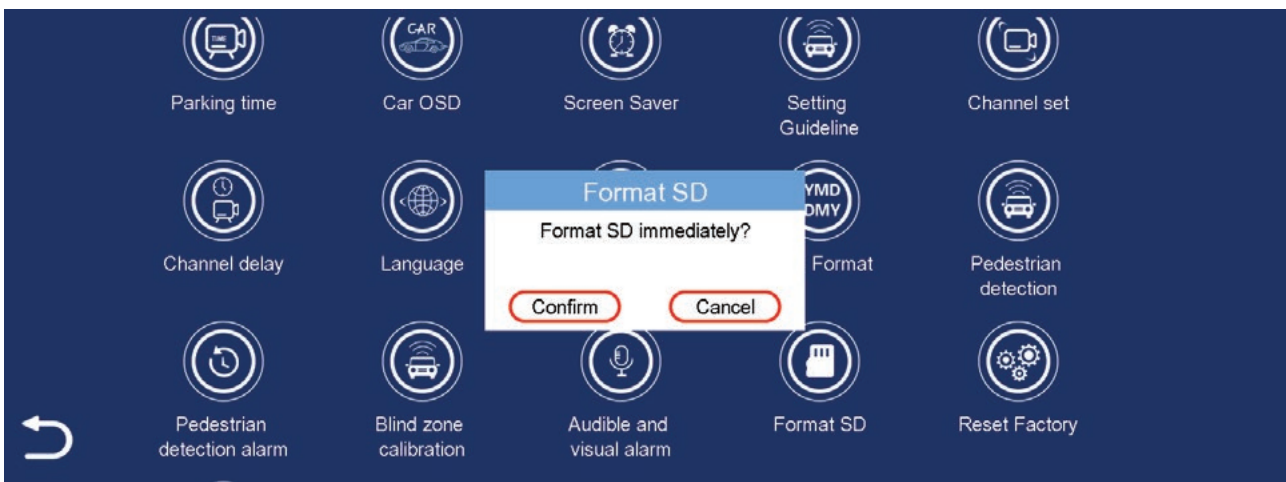 TIME
CAR
Parking time
Car OSD
Screen Saver
Setting
Guideline
Channel set
YMD
DMY
Channel delay
Language
Format
Pedestrian
detection
Format SD
Format SD immediately?
Confirm
Cancel
Pedestrian
detection alarm
Blind zone
calibration
Audible and
visual alarm
Format SD
Reset Factory